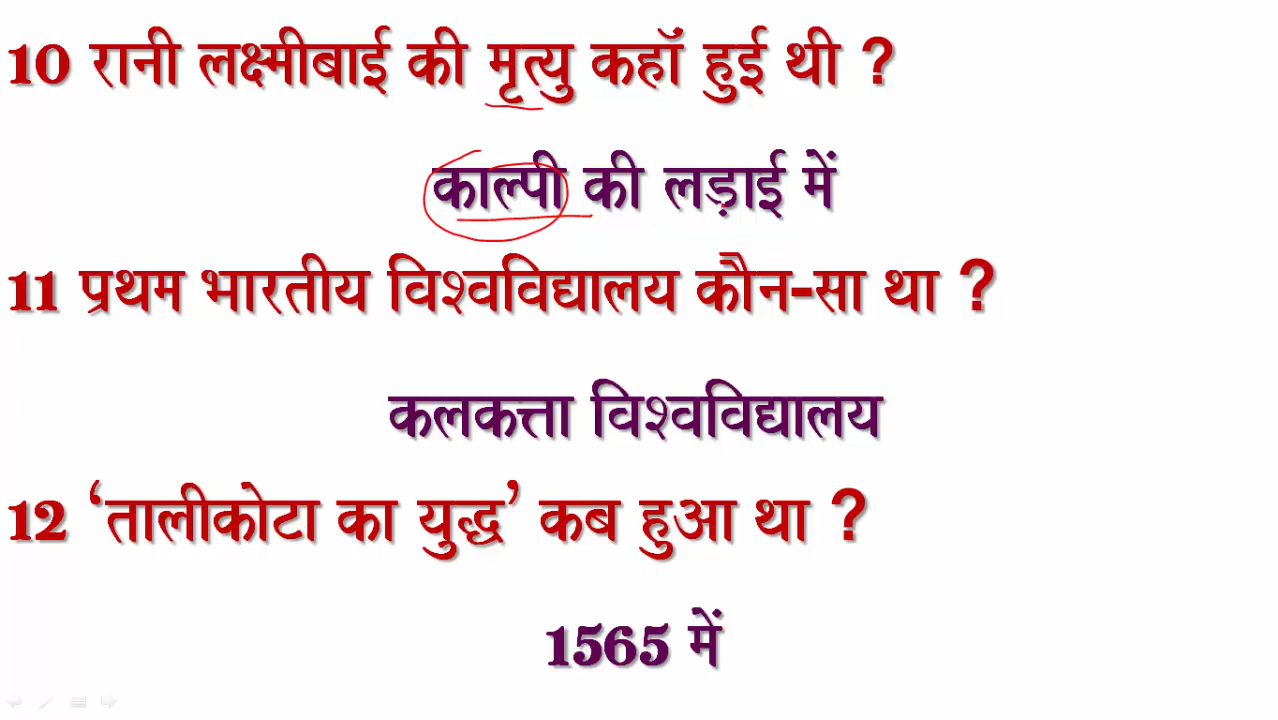 10 रानी लक्ष्मीबाई की मृत्यु कहॉं हुई थी ?
काल्पी की लड़ाई में
11 प्रथम भारतीय विश्वविद्यालय कौन-सा था ?
कलकत्ता विश्वविद्यालय
12 ‘तालीकोटा का युद्ध’ कब हुआ था ?
1565 में